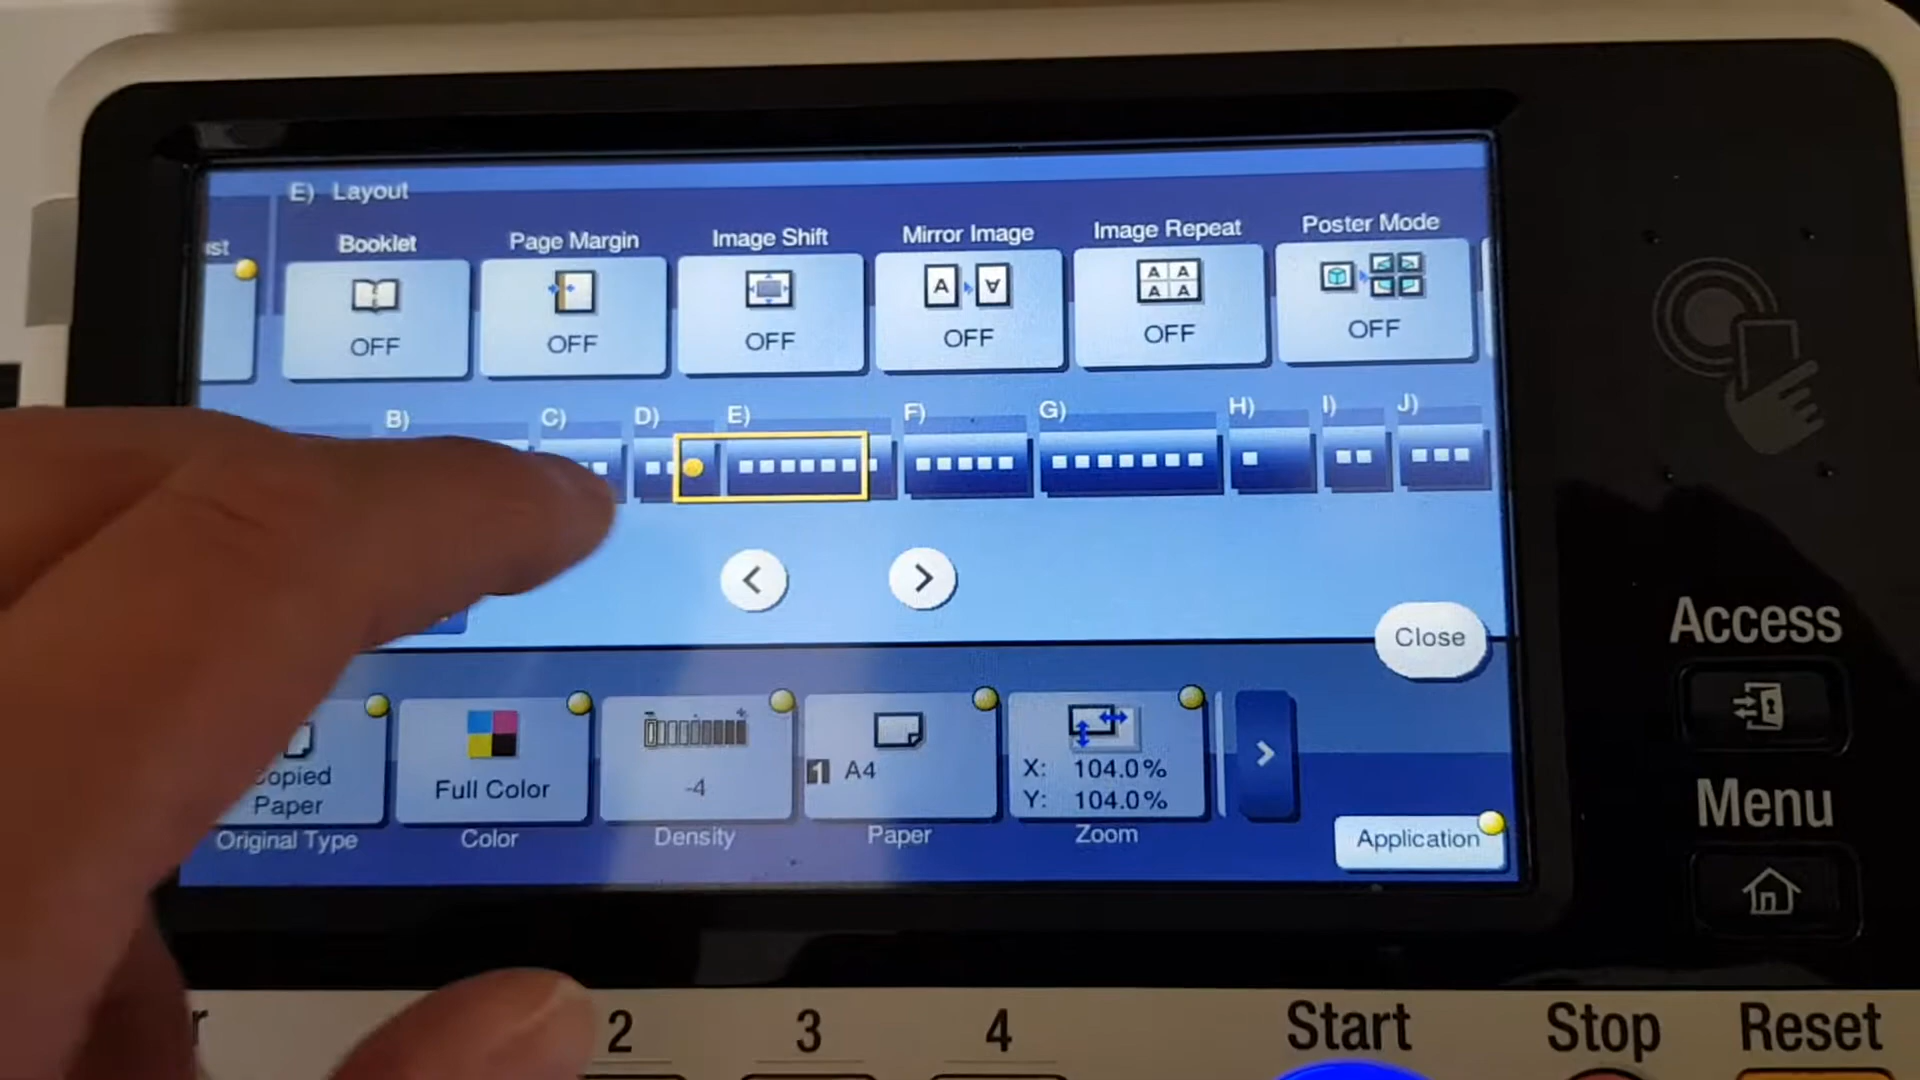 E) Layout
Booklet
Page Margin
Image Shift
Mirror Image
Image Repeat
Poster Mode
OFF
OFF
OFF
A
OFF
A A
A A
OFF
OFF
B)
C)
D)
E)
F)
G)
H)
I)
J)
Close
Copied
Paper
Full Color
-4
1 A4
X: 104.0%
Y: 104.0%
Original Type
Color
Density
Paper
Zoom
Application
Access
Menu
2
3
4
Start
Stop
Reset